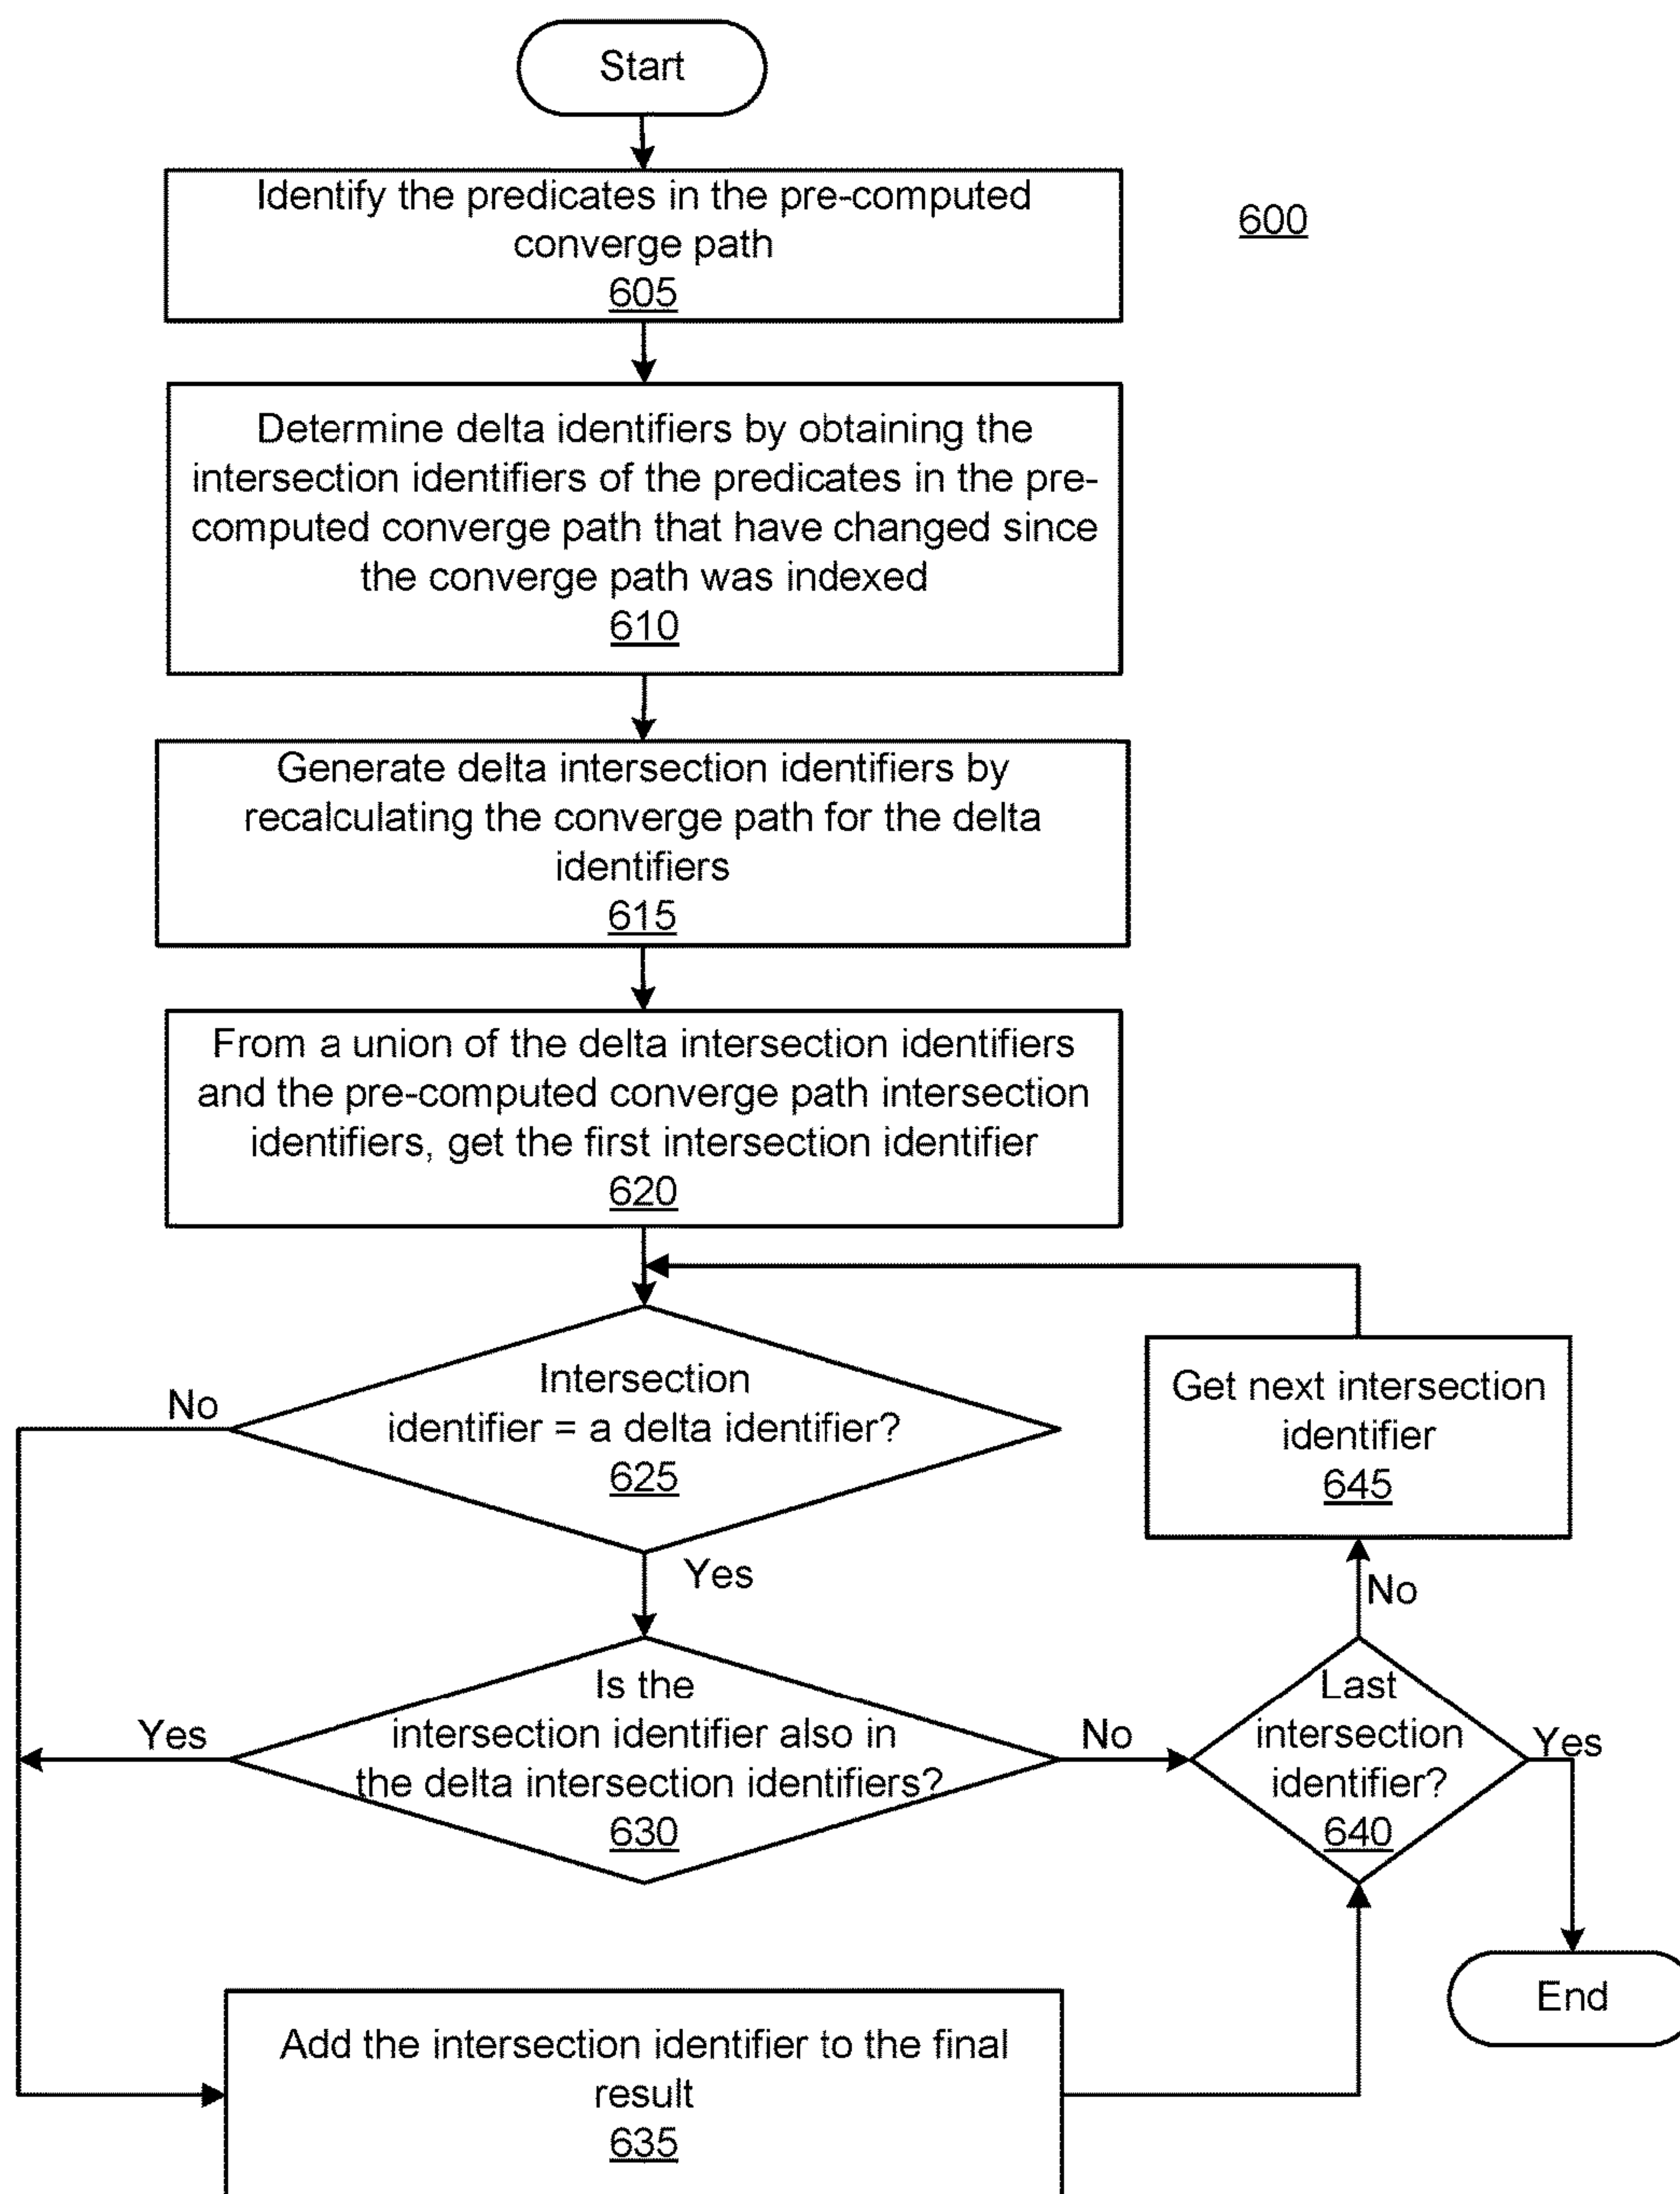 Start
Identify the predicates in the pre-computed
converge path
605
600
Determine delta identifiers by obtaining the
intersection identifiers of the predicates in the pre-
computed converge path that have changed since
the converge path was indexed
610
Generate delta intersection identifiers by
recalculating the converge path for the delta
identifiers
615
From a union of the delta intersection identifiers
and the pre-computed converge path intersection
identifiers, get the first intersection identifier
620
Intersection
identifier = a delta identifier?
625
No
Yes
Get next intersection
identifier
645
No
Is the
intersection identifier also in
the delta intersection identifiers?
630
Yes
No
Last
intersection
identifier?
640
Yes
End
Add the intersection identifier to the final
result
635